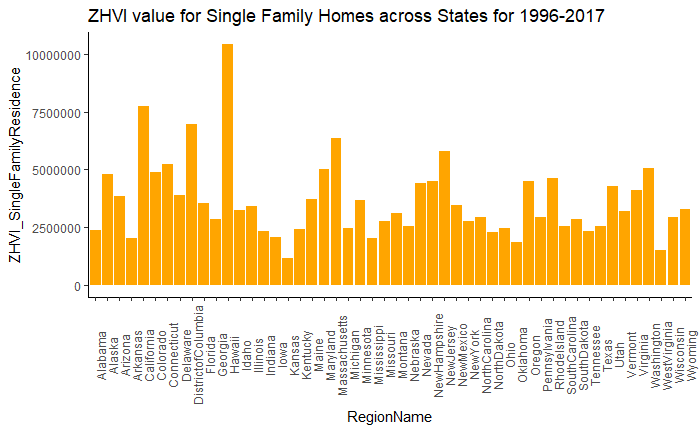 ZHVI value for Single Family Homes across States for 1996-2017
ZHVI_SingleFamilyResidence
10000000
7500000
5000000
2500000
0
Alabama
Alaska
Arizona
Arkansas
California
Colorado
Connecticut
Delaware
DistrictofColumbia
Florida
Georgia
Hawaii
Idaho
Illinois
Indiana
Iowa
Kansas
Kentucky
Maine
Maryland
Massachusetts
Michigan
Minnesota
Mississippi
Missouri
Montana
Nebraska
Nevada
NewHampshire
NewJersey
NewMexico
NewYork
NorthCarolina
NorthDakota
Ohio
Oklahoma
Oregon
Pennsylvania
RhodeIsland
SouthCarolina
SouthDakota
Tennessee
Texas
Utah
Vermont
Virginia
Washington
WestVirginia
Wisconsin
Wyoming
RegionName